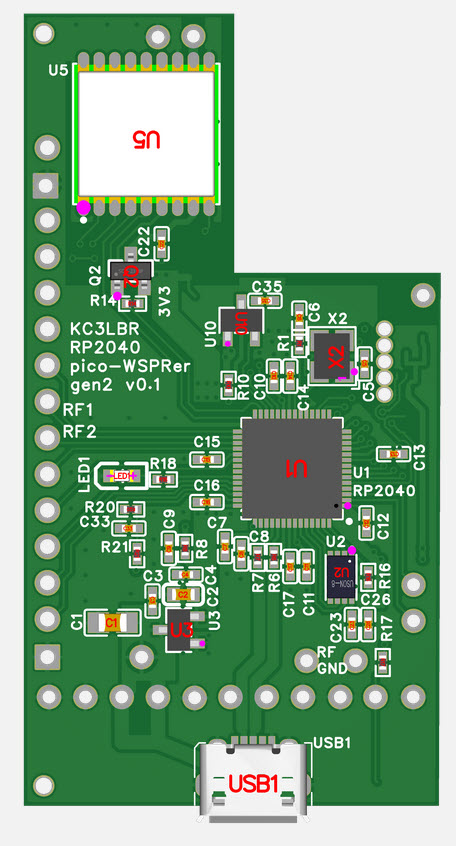 U5
U5
C22
Q2
Q2
R14
3V3
C35
U10
C6
R1
X2
X2
KC3LBR
RP2040
pico-WSPRer
gen2 v0.1
R10
C10
C14
C5
RF1
RF2
C15
U1
C13
LED1
LED1
R18
U1
RP2040
C16
R20
C33
C12
R21
C9
R8
C7
C8
U2
U2
R7
R6
C17
C11
R16
C3
C4
C2
C2
C26
C1
C1
U3
U3
C23
R17
RF
GND
USB1
USB1